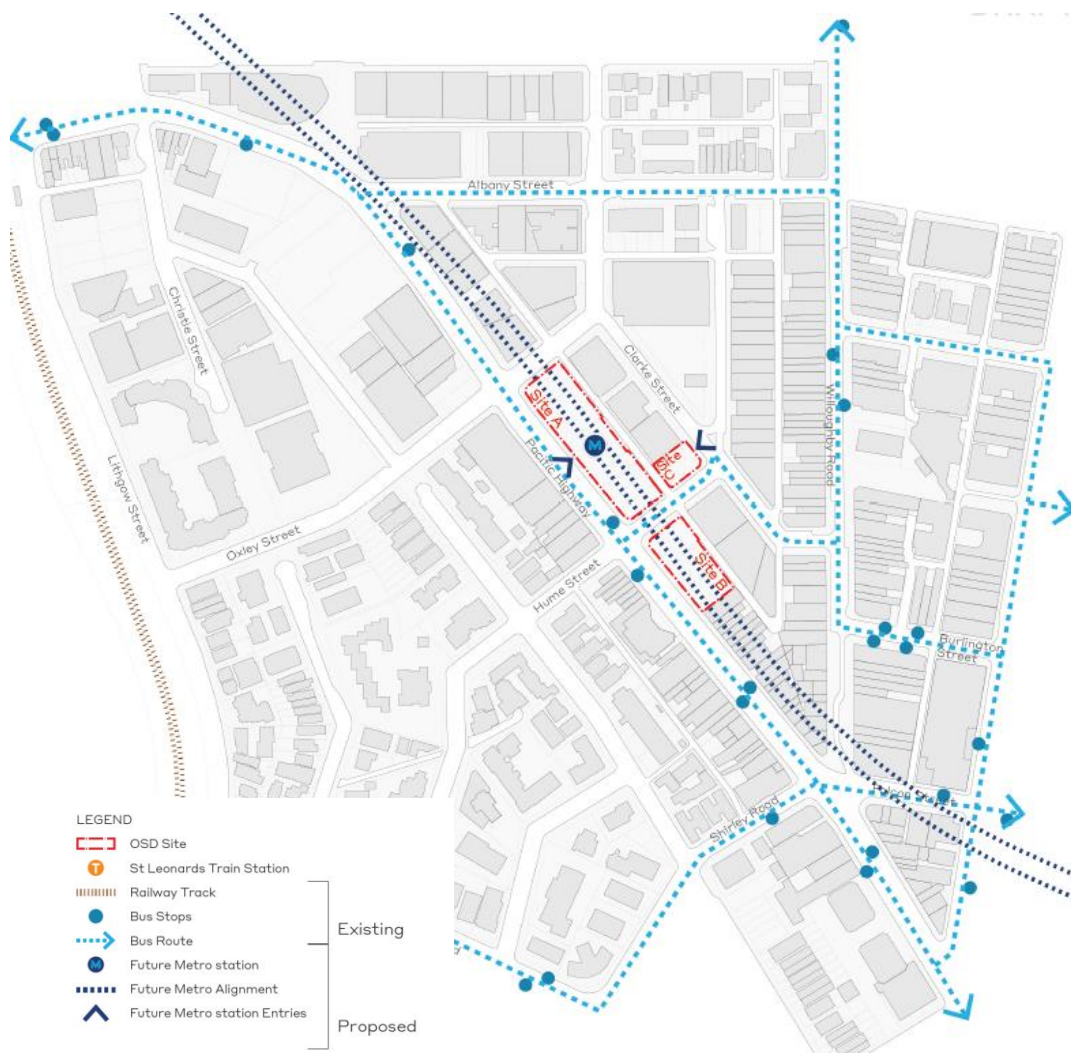 Albany Street
Christie Street
Clarke Street
Site A
M
Site
C
Willoughby Road
Pacific Highway
Lithgow Street
Oxley Street
Site B
Hume Street
Burlington
Street
Street
Shirley Road
LEGEND
OSD Site
T
St Leonards Train Station
Railway Track
Bus Stops
Bus Route
M
Future Metro station
Future Metro Alignment
Future Metro station Entries
Existing
Proposed